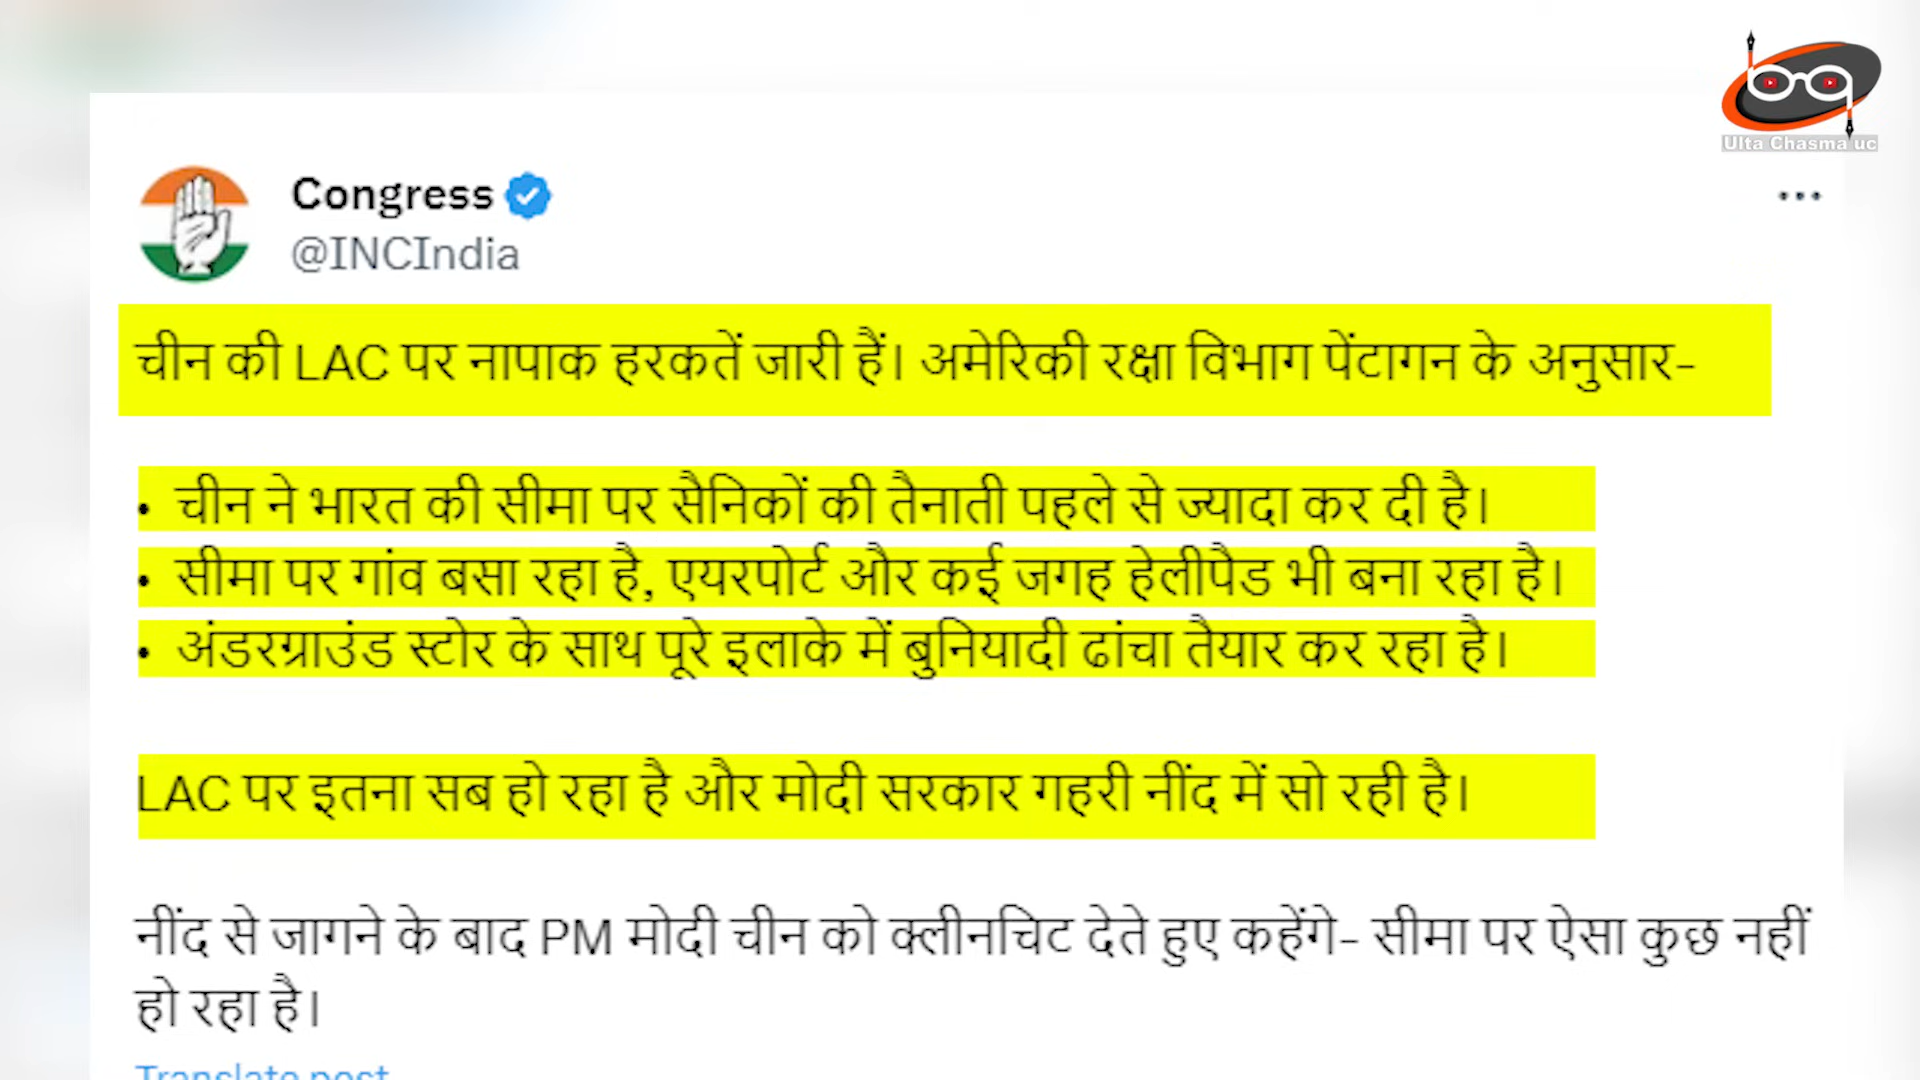 Ulta Chasma uc
Congress
@INCIndia
चीन की LAC पर नापाक हरकतें जारी हैं। अमेरिकी रक्षा विभाग पेंटागन के अनुसार-
• चीन ने भारत की सीमा पर सैनिकों की तैनाती पहले से ज्यादा कर दी है।
• सीमा पर गांव बसा रहा है, एयरपोर्ट और कई जगह हेलीपैड भी बना रहा है।
• अंडरग्राउंड स्टोर के साथ पूरे इलाके में बुनियादी ढांचा तैयार कर रहा है।
LAC पर इतना सब हो रहा है और मोदी सरकार गहरी नींद में सो रही है।
नींद से जागने के बाद PM मोदी चीन को क्लीनचिट देते हुए कहेंगे- सीमा पर ऐसा कुछ नहीं
हो रहा है।
Translate post